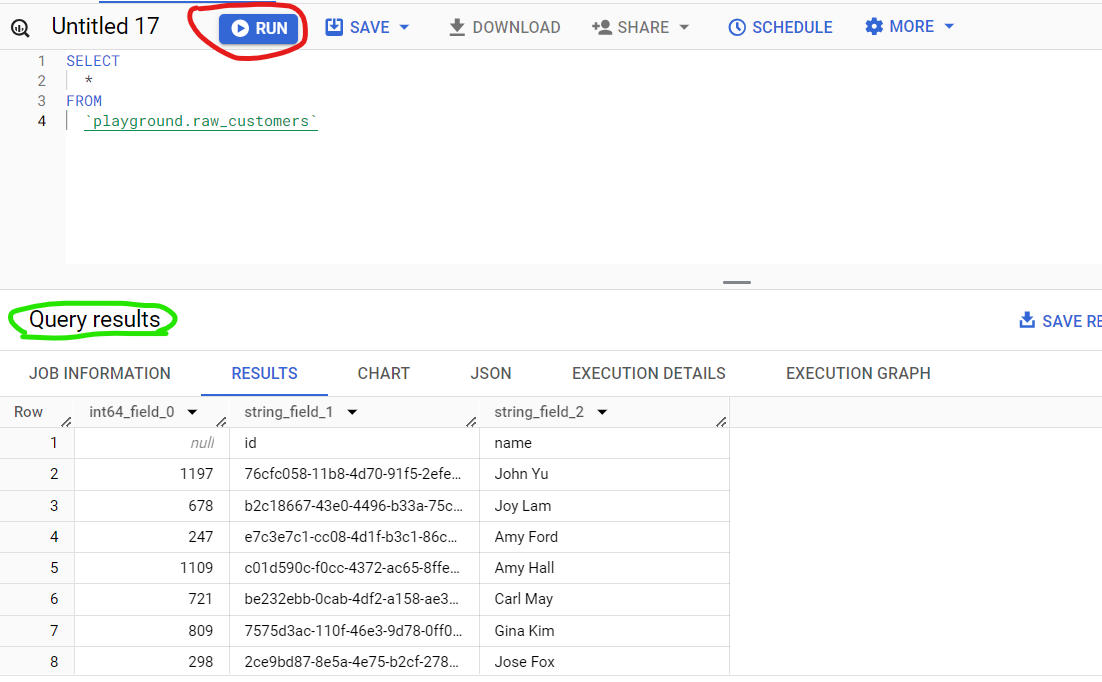 Untitled 17 RUN SAVE DOWNLOAD SHARE SCHEDULE MORE
1 SELECT
2 *
3 FROM
4 `playground.raw_customers`
Query results SAVE RE
JOB INFORMATION RESULTS CHART JSON EXECUTION DETAILS EXECUTION GRAPH
Row int64_field_0 string_field_1 string_field_2
1 null id name
2 1197 76cfc058-11b8-4d70-91f5-2efe... John Yu
3 678 b2c18667-43e0-4496-b33a-75c... Joy Lam
4 247 e7c3e7c1-cc08-4d1f-b3c1-86c... Amy Ford
5 1109 c01d590c-f0cc-4372-ac65-8ffe... Amy Hall
6 721 be232ebb-0cab-4df2-a158-ae3... Carl May
7 809 7575d3ac-110f-46e3-9d78-0ff0... Gina Kim
8 298 2ce9bd87-8e5a-4e75-b2cf-278... Jose Fox